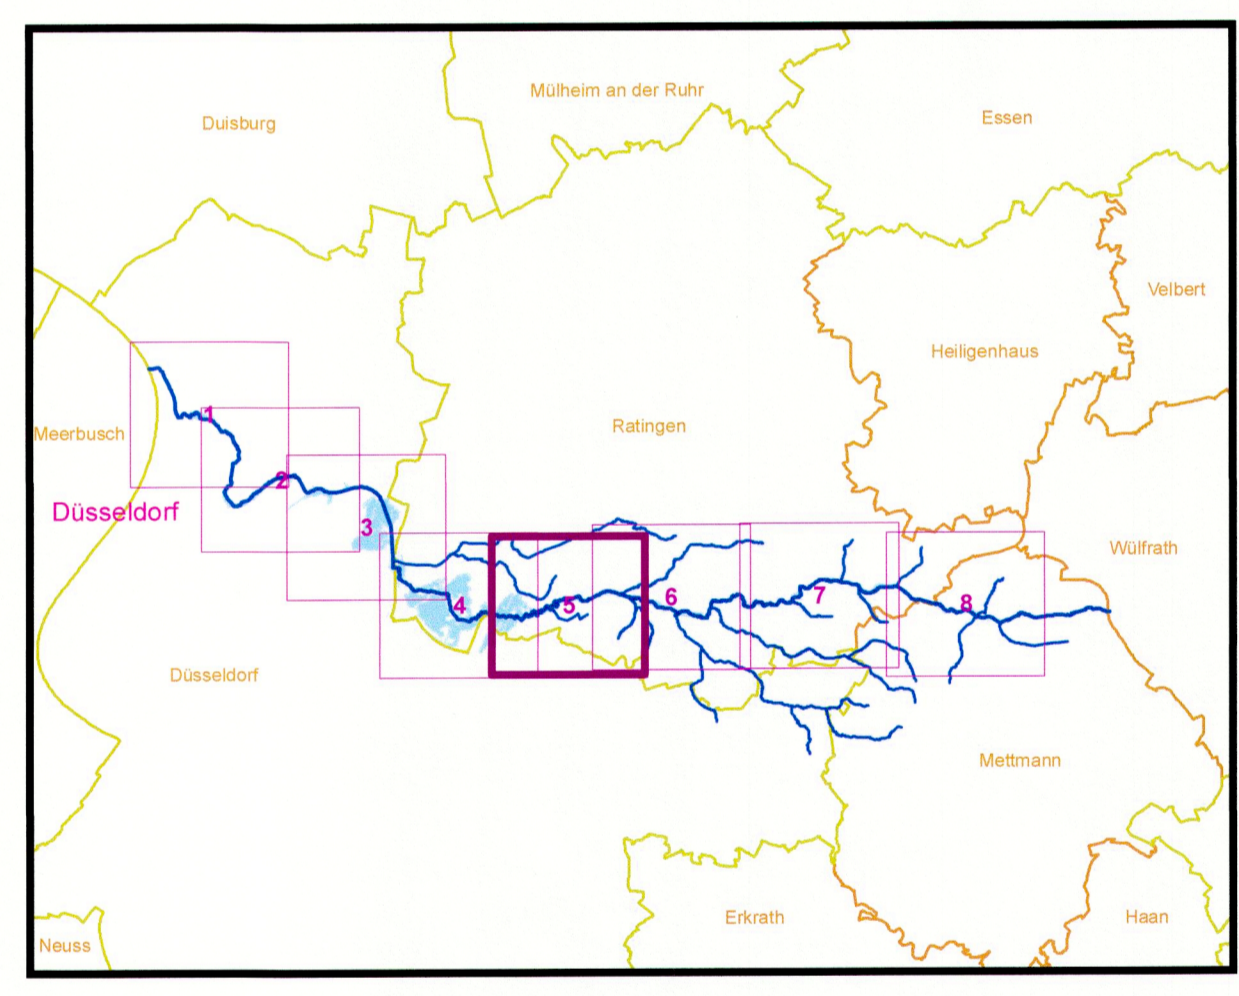 Mülheim an der Ruhr
Duisburg
Essen
Velbert
Heiligenhaus
1
Meerbusch
Ratingen
2
Düsseldorf
3
Wülfrath
4
5
6
7
8
Düsseldorf
Mettmann
Erkrath
Haan
Neuss